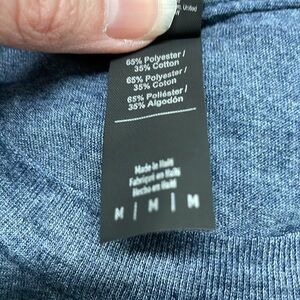 United
65% Polyester /
35% Cotton
65% Polyester /
35% Coton
65% Poliéster /
35% Algodón
Made in Haiti
Fabriqué en Haïti
Hecho en Haití
M | M | M